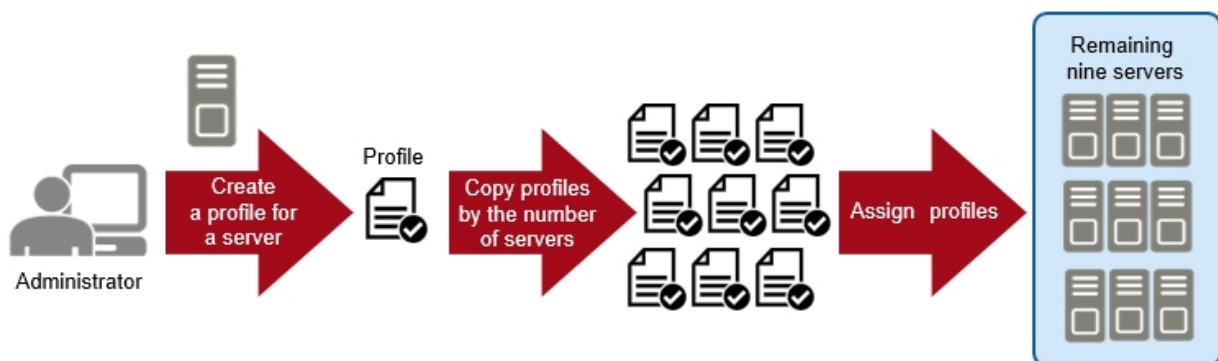 Administrator
Create
a profile for
a server
Profile
Copy profiles
by the number
of servers
Assign profiles
Remaining
nine servers